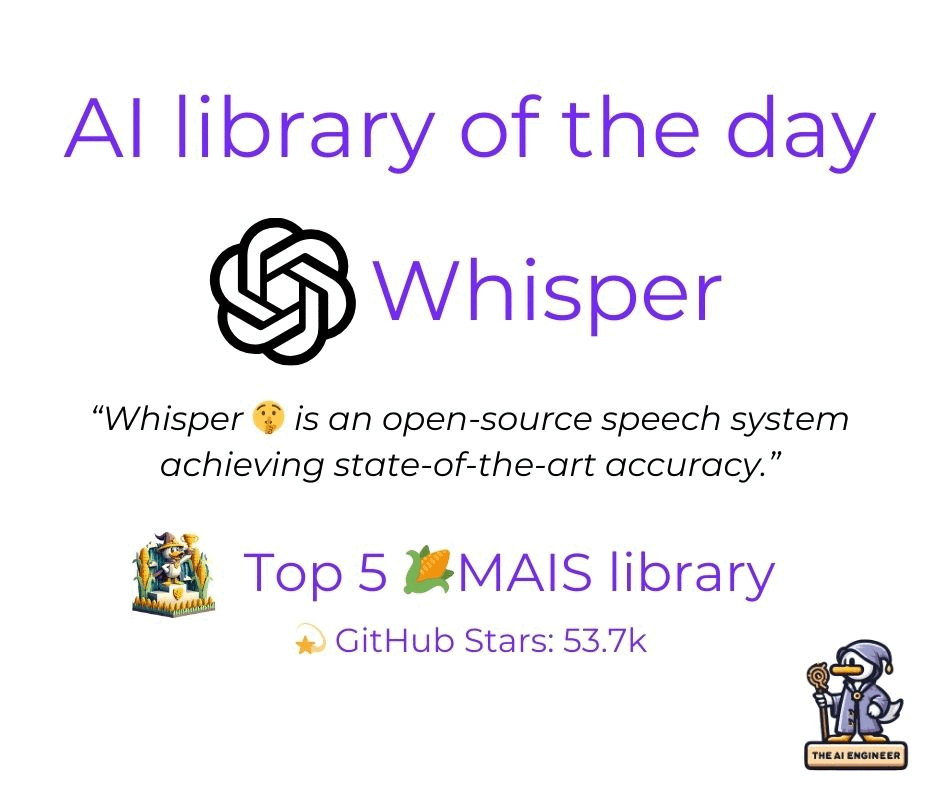 AI library of the day
Whisper
“Whisper 🤫 is an open-source speech system
achieving state-of-the-art accuracy.”
Top 5 🌽MAIS library
💫 GitHub Stars: 53.7k
THE AI ENGINEER